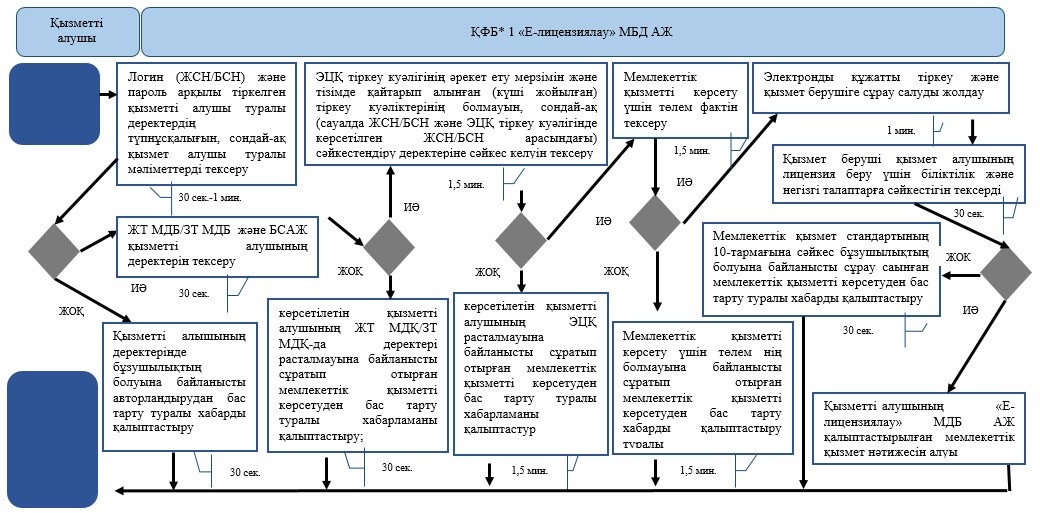 Қызметті
алушы
ҚФБ* 1 «Е-лицензиялау» МБД АЖ
Логин (ЖСН/БСН) және
пароль арқылы тіркелген
қызметті алушы туралы
деректердің
түпнұсқалығын, сондай-ақ
қызмет алушы туралы
мәліметтерді тексеру
30 сек.-1 мин.
ЭЦҚ тіркеу куәлігінің әрекет ету мерзімін және
тізімде қайтарып алынған (күші жойылған)
тіркеу куәліктерінің болмауын, сондай-ақ
(сауалда ЖСН/БСН және ЭЦҚ тіркеу куәлігінде
көрсетілген ЖСН/БСН арасындағы)
сәйкестендіру деректеріне сәйкес келуін тексеру
1,5 мин.
Мемлекеттік
қызметті көрсету
үшін төлем фактін
тексеру
1,5 мин.
Электронды құжатты тіркеу және
қызмет берушіге сұрау салуды жолдау
1 мин.
Қызмет беруші қызмет алушының
лицензия беру үшін біліктілік және
негізгі талаптарға сәйкестігін тексерді
30 сек.
ЖТ МДБ/ЗТ МДБ және БСАЖ
қызметті алушының
деректерін тексеру
30 сек.
ИӘ
ЖОҚ
ИӘ
ЖОҚ
ИӘ
ЖОҚ
ИӘ
ЖОҚ
Мемлекеттік қызмет стандартының
10-тармағына сәйкес бұзушылықтың
болуына байланысты сұрау саынған
мемлекеттік қызметті көрсетуден бас
тарту туралы хабарды қалыптастыру
30 сек.
ЖОҚ
ИӘ
Қызметті алышының
деректерінде
бұзушылықтың
болуына байланысты
авторландырудан бас
тарту туралы хабарды
қалыптастыру
30 сек.
көрсетілетін қызметті
алушының ЖТ МДҚ/ЗТ
МДҚ-да деректері
расталмауына байланысты
сұратып отырған
мемлекеттік қызметті
көрсетуден бас тарту
туралы хабарламаны
қалыптастыру;
30 сек.
көрсетілетін қызметті
алушының ЭЦҚ
расталмауына
байланысты сұратып
отырған мемлекеттік
қызметті көрсетуден
бас тарту туралы
хабарламаны
қалыптастур
1,5 мин.
Мемлекеттік қызметті
көрсету үшін төлем нің
болмауына байланысты
сұратып отырған
мемлекеттік қызметті
көрсетуден бас тарту
хабарды қалыптастыру
туралы
1,5 мин.
Қызметті алушының «Е-
лицензиялау» МДБ АЖ
қалыптастырылған мемлекеттік
қызмет нәтижесін алуы